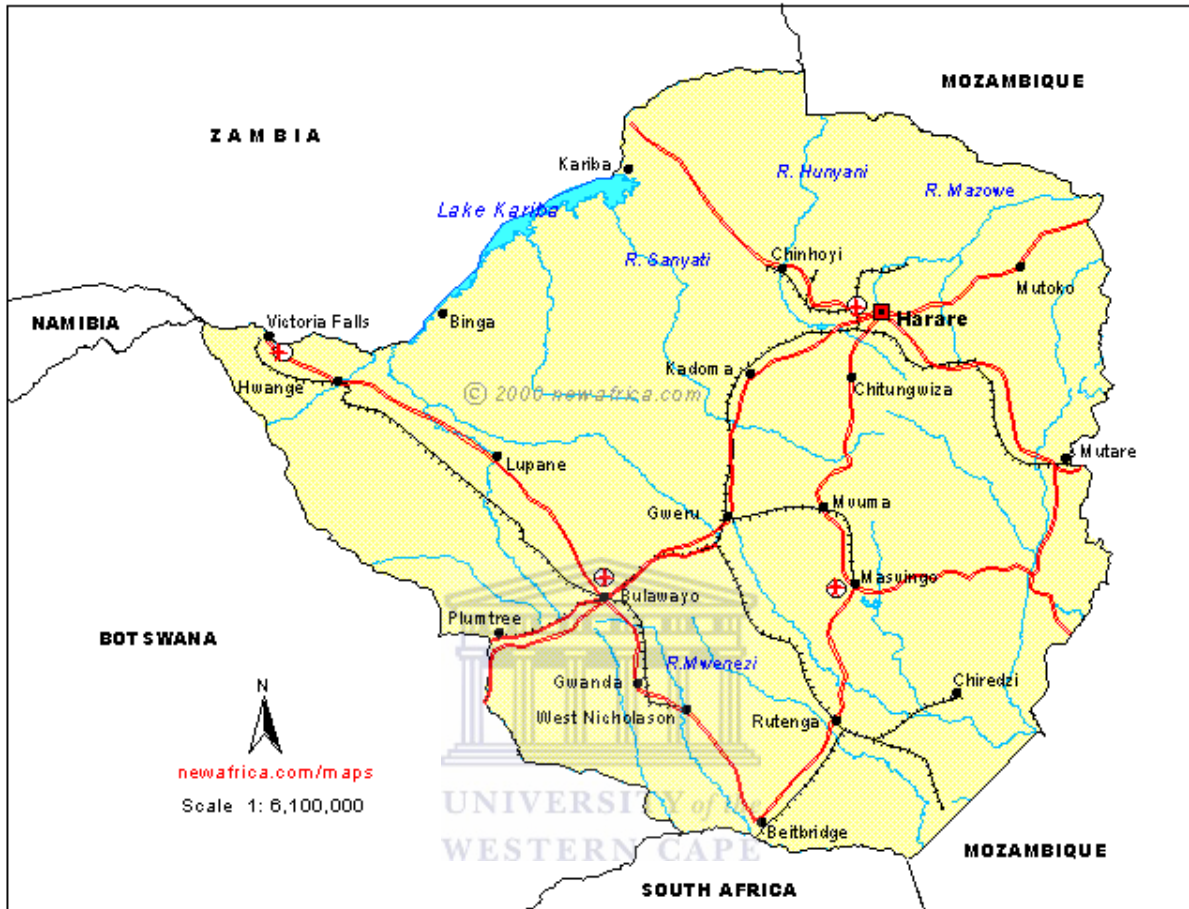 MOZAMBIQUE
ZAMBIA
Kariba
R. Hunyani
R. Mazowe
Lake Kariba
R. Sanyati
Chinhoyi
Mutoko
NAMIBIA
Victoria Falls
Binga
Harare
Hwange
Kadoma
© 2000 newafrica.com
Chitungwiza
Lupane
Mutare
Gweru
Mvuma
Masvingo
Bulawayo
Plumtree
BOTSWANA
R.Mwenezi
N
Gwanda
Chiredzi
West Nicholason
Rutenga
newafrica.com/maps
Scale 1: 6,100,000
UNIVERSITY of the
WESTERN CAPE
Beitbridge
MOZAMBIQUE
SOUTH AFRICA